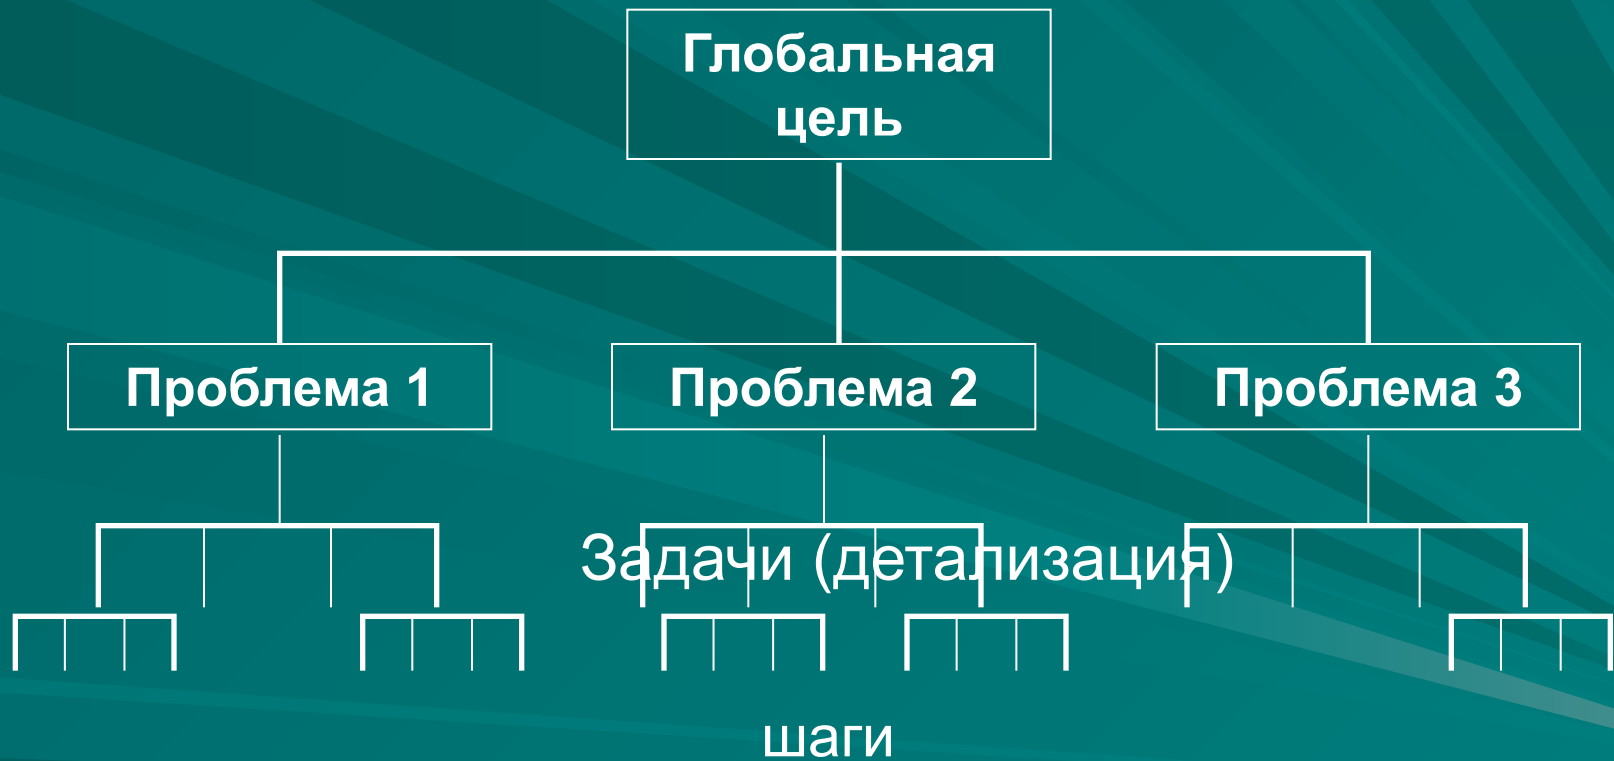 Глобальная
цель
Проблема 1
Проблема 2
Проблема 3
Задачи (детализация)
шаги